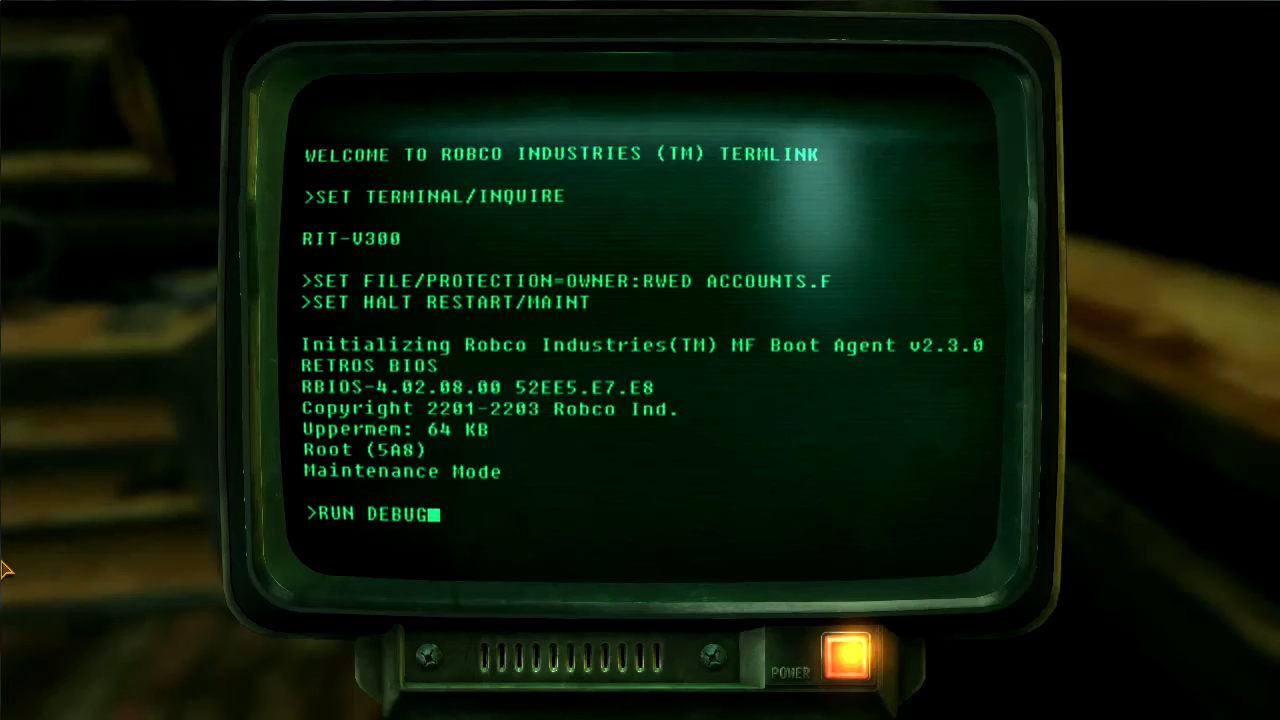 WELCOME TO ROBCO INDUSTRIES (TM) TERMLINK
>SET TERMINAL/INQUIRE
RIT-V300
>SET FILE/PROTECTION=OWNER:RWED ACCOUNTS.F
>SET HALT RESTART/MAINT
Initializing Robco Industries(TM) MF Boot Agent v2.3.0
RETROS BIOS
RBIOS-4.02.08.00 52EE5.E7.E8
Copyright 2201-2203 Robco Ind.
Uppermem: 64 KB
Root (5A8)
Maintenance Mode
>RUN DEBUG
POWER